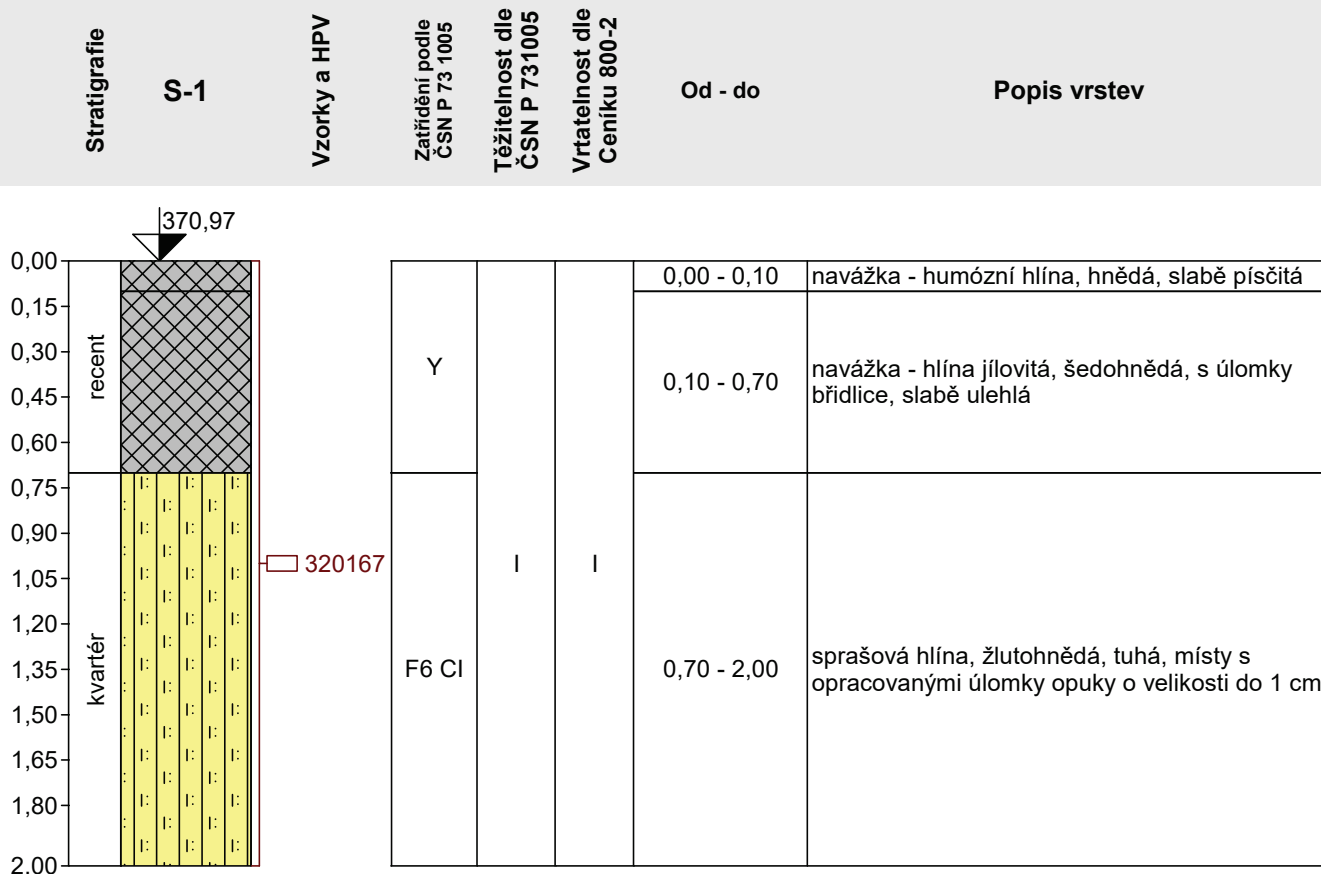 Stratigrafie
S-1
Vzorky a HPV
Zatřídění podle
ČSN P 73 1005
Těžitelnost dle
ČSN P 731005
Vrtatelnost dle
Ceníku 800-2
Od - do
Popis vrstev
370,97
0,00
0,15
0,30
0,45
0,60
0,75
0,90
1,05
1,20
1,35
1,50
1,65
1,80
2,00
recent
kvartér
320167
Y
F6 CI
I
I
0,00 - 0,10
navážka - humózní hlína, hnědá, slabě písčitá
0,10 - 0,70
navážka - hlína jílovitá, šedohnědá, s úlomky
břidlice, slabě ulehlá
0,70 - 2,00
sprašová hlína, žlutohnědá, tuhá, místy s
opracovanými úlomky opuky o velikosti do 1 cm